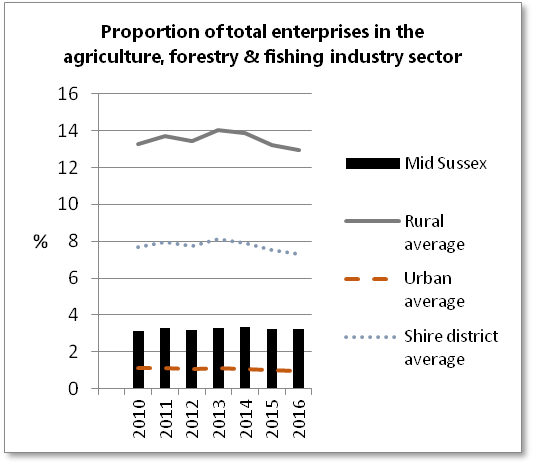 Proportion of total enterprises in the
agriculture, forestry & fishing industry sector
16
14
12
10
8
6
4
2
0
%
2010
2011
2012
2013
2014
2015
2016
Mid Sussex
Rural
average
Urban
average
Shire district
average